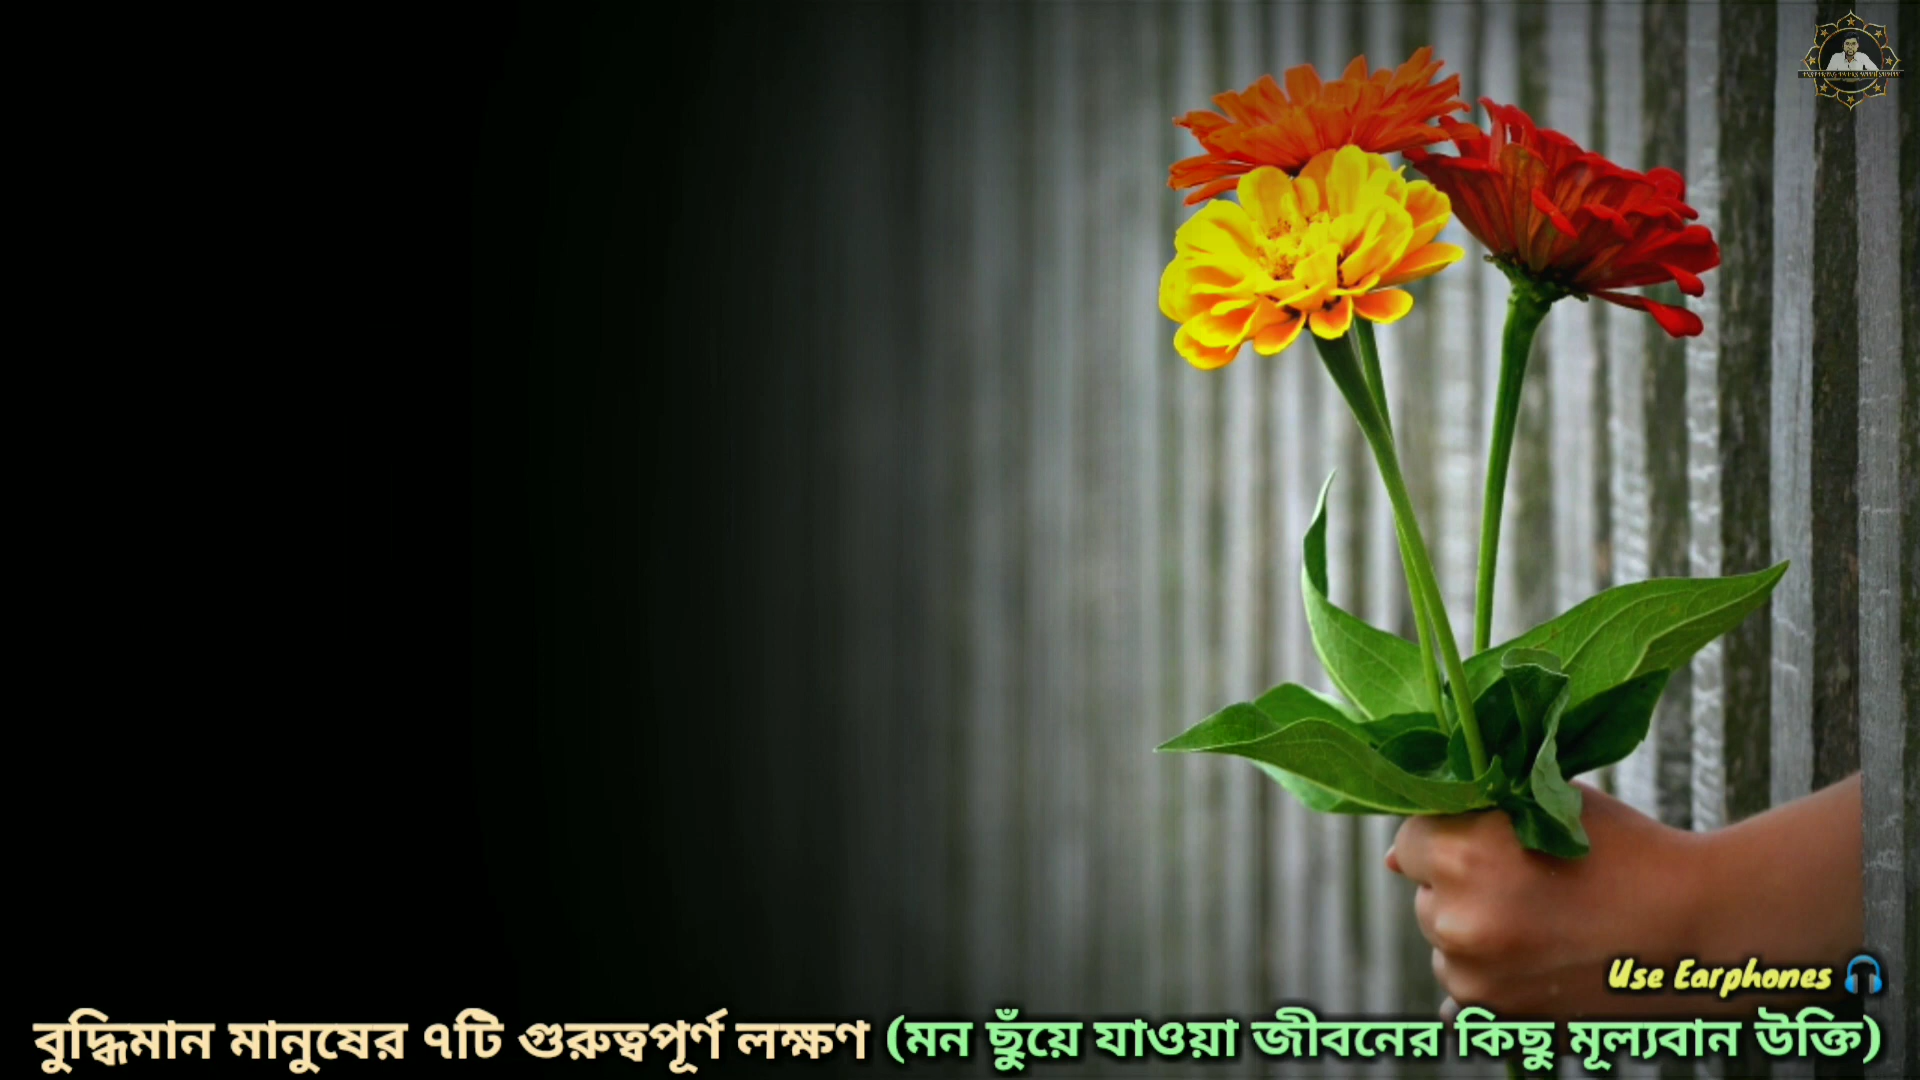 Use Earphones
বুদ্ধিমান মানুষের ৭টি গুরুত্বপূর্ণ লক্ষণ (মন ছুঁয়ে যাওয়া জীবনের কিছু মূল্যবান উক্তি)